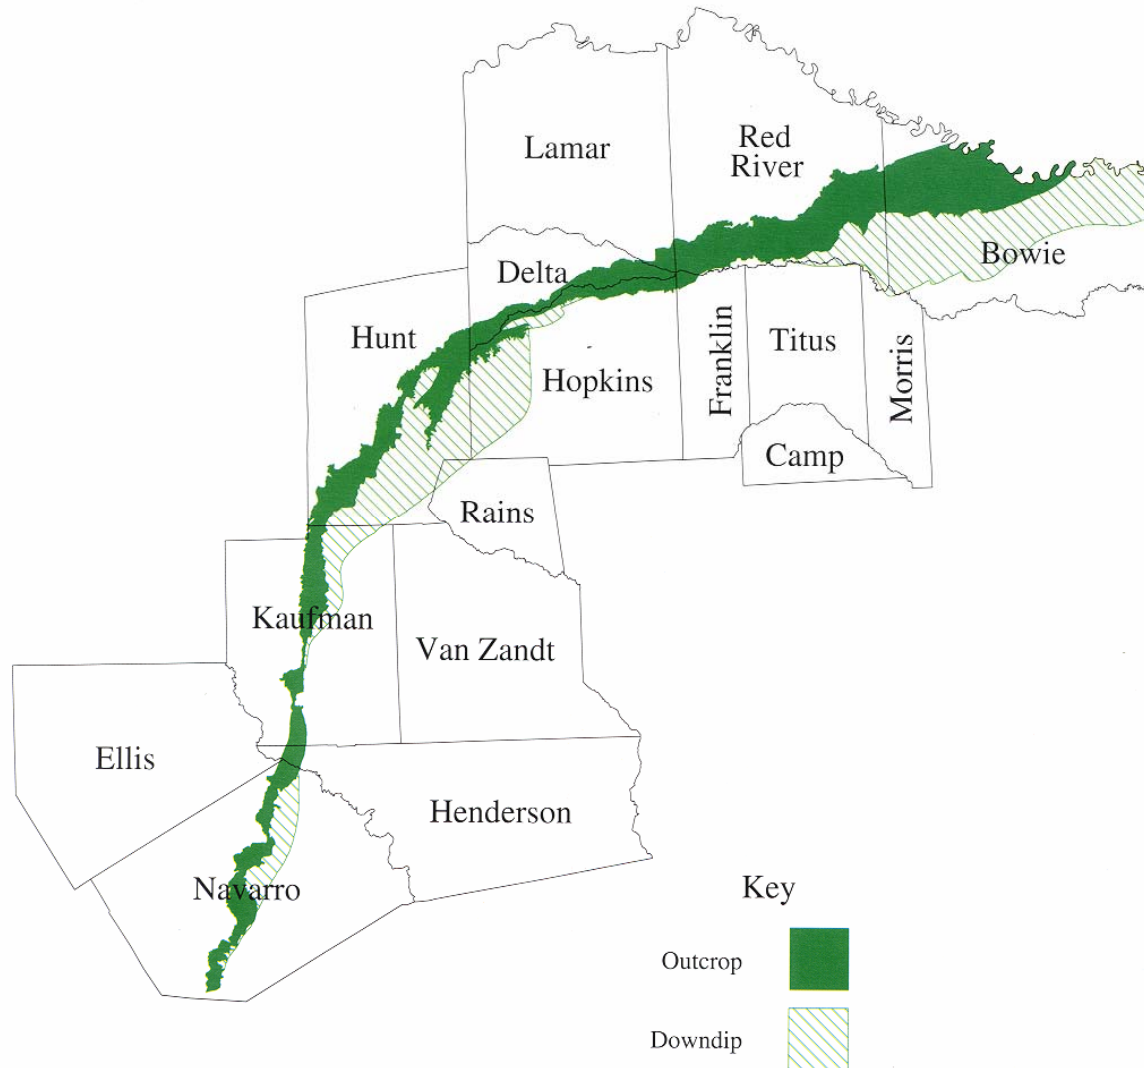 Lamar
Red
River
Delta
Bowie
Hunt
Hopkins
Franklin
Titus
Morris
Camp
Rains
Kaufman
Van Zandt
Ellis
Henderson
Navarro
Key
Outcrop
Downdip